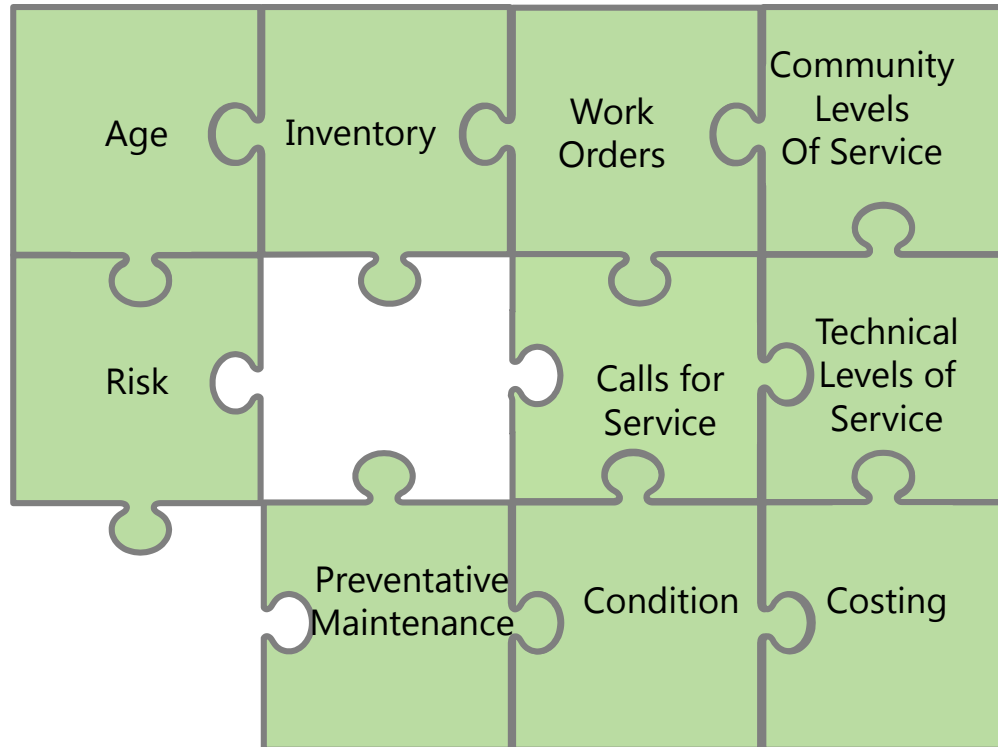 Age
Inventory
Work
Orders
Community
Levels
Of Service
Risk
Calls for
Service
Technical
Levels of
Service
Preventative
Maintenance
Condition
Costing